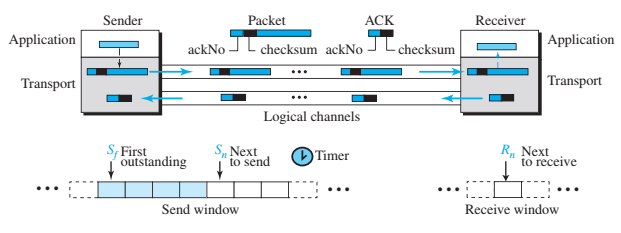 Sender Packet ACK Receiver
Application Application
ackNo checksum ackNo checksum
Transport Transport
Logical channels
Sf First outstanding
Sn Next to send
Timer
Rn Next to receive
Send window Receive window